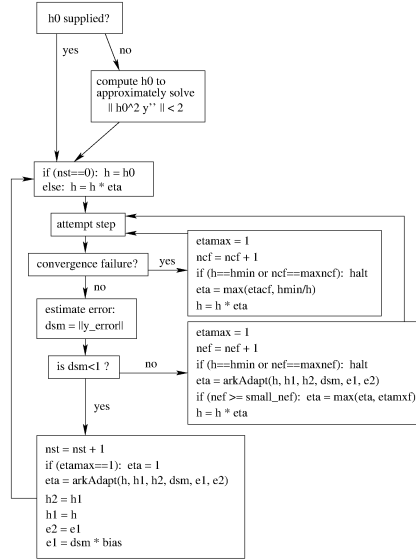 h0 supplied?
yes
no
compute h0 to
approximately solve
|| h0^2 y'' || < 2
if (nst==0):  h = h0
else:  h = h * eta
attempt step
convergence failure?
yes
etamax = 1
ncf = ncf + 1
if (h==hmin or ncf==maxncf):  halt
eta = max(etacf, hmin/h)
h = h * eta
no
estimate error:
dsm = ||y_error||
is dsm<1 ?
no
etamax = 1
nef = nef + 1
if (h==hmin or nef==maxnef):  halt
eta = arkAdapt(h, h1, h2, dsm, e1, e2)
if (nef >= small_nef):  eta = max(eta, etamxf)
h = h * eta
yes
nst = nst + 1
if (etamax==1):  eta = 1
eta = arkAdapt(h, h1, h2, dsm, e1, e2)
h2 = h1
h1 = h
e2 = e1
e1 = dsm * bias